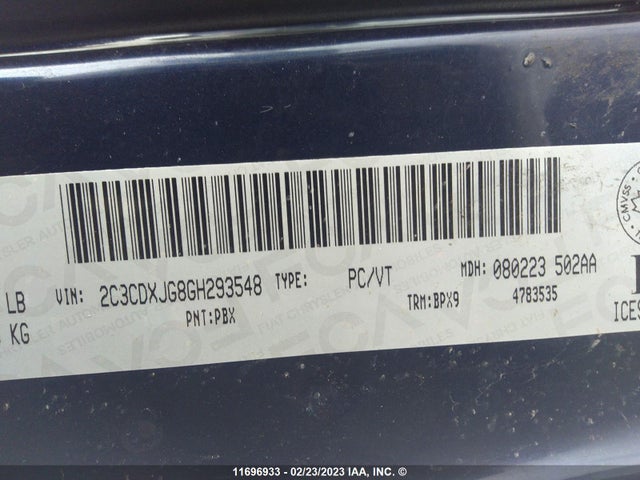 LB VIN: 2C3CDXJG8GH293548 TYPE: PC/VT MDH: 080223 502AA
KG PNT:PBX TRM:BPX9 4783535
CMVSS
ICES
11696933 - 02/23/2023 IAA, INC. ©